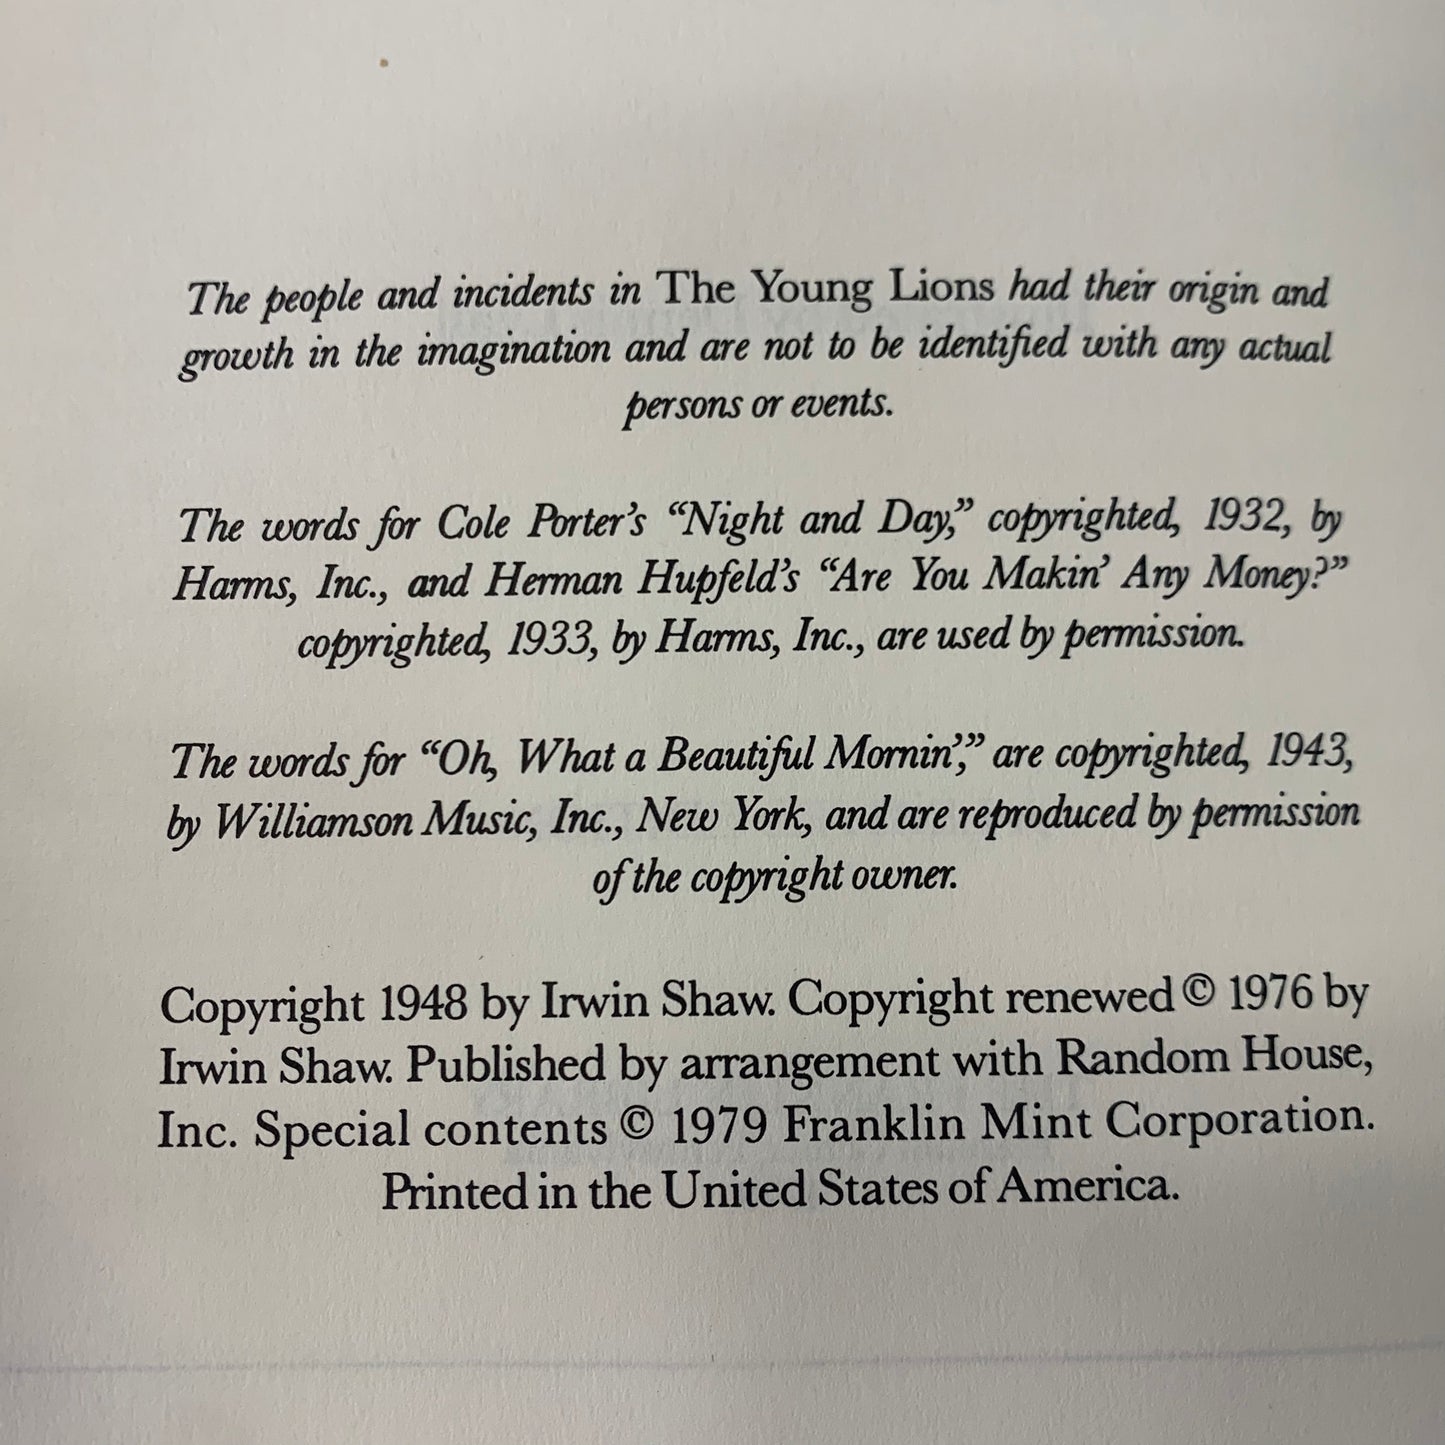 The people and incidents in The Young Lions had their origin and
growth in the imagination and are not to be identified with any actual
persons or events.
The words for Cole Porter's “Night and Day,” copyrighted, 1932, by
Harms, Inc., and Herman Hupfeld's “Are You Makin' Any Money?”
copyrighted, 1933, by Harms, Inc., are used by permission.
The words for “Oh, What a Beautiful Mornin',” are copyrighted, 1943,
by Williamson Music, Inc., New York, and are reproduced by permission
of the copyright owner.
Copyright 1948 by Irwin Shaw. Copyright renewed © 1976 by
Irwin Shaw. Published by arrangement with Random House,
Inc. Special contents © 1979 Franklin Mint Corporation.
Printed in the United States of America.